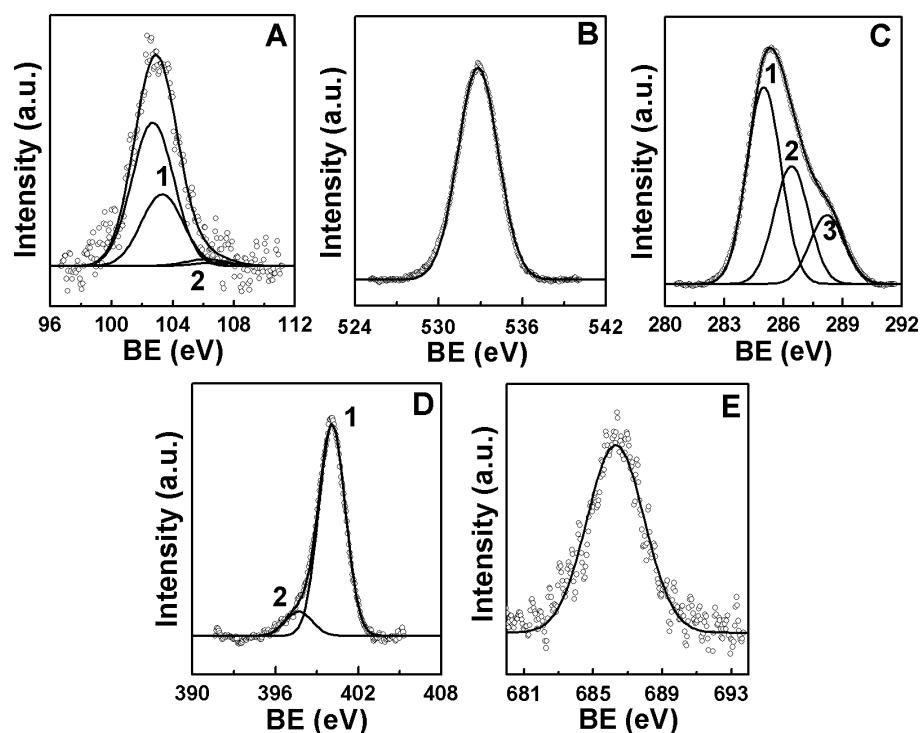 A
Intensity (a.u.)
1
2
96 100 104 108 112
BE (eV)
B
Intensity (a.u.)
524 528 532 536 542
BE (eV)
C
Intensity (a.u.)
1
2
3
280 283 286 289 292
BE (eV)
D
Intensity (a.u.)
1
2
390 396 402 408
BE (eV)
E
Intensity (a.u.)
681 685 689 693
BE (eV)